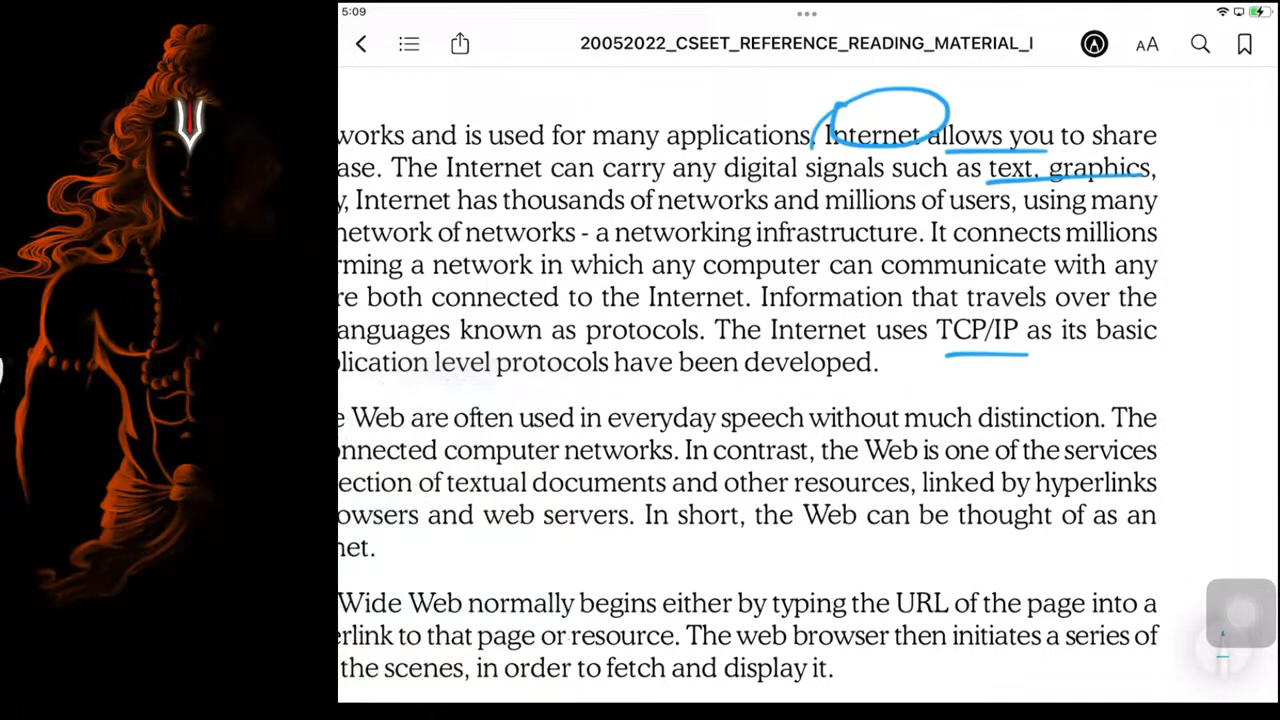 5:09
20052022_CSEET_REFERENCE_READING_MATERIAL_I
AA
works and is used for many applications. Internet allows you to share
ase. The Internet can carry any digital signals such as text, graphics,
y, Internet has thousands of networks and millions of users, using many
network of networks - a networking infrastructure. It connects millions
rming a network in which any computer can communicate with any
re both connected to the Internet. Information that travels over the
anguages known as protocols. The Internet uses TCP/IP as its basic
plication level protocols have been developed.
e Web are often used in everyday speech without much distinction. The
onnected computer networks. In contrast, the Web is one of the services
ection of textual documents and other resources, linked by hyperlinks
owsers and web servers. In short, the Web can be thought of as an
net.
Wide Web normally begins either by typing the URL of the page into a
erlink to that page or resource. The web browser then initiates a series of
the scenes, in order to fetch and display it.